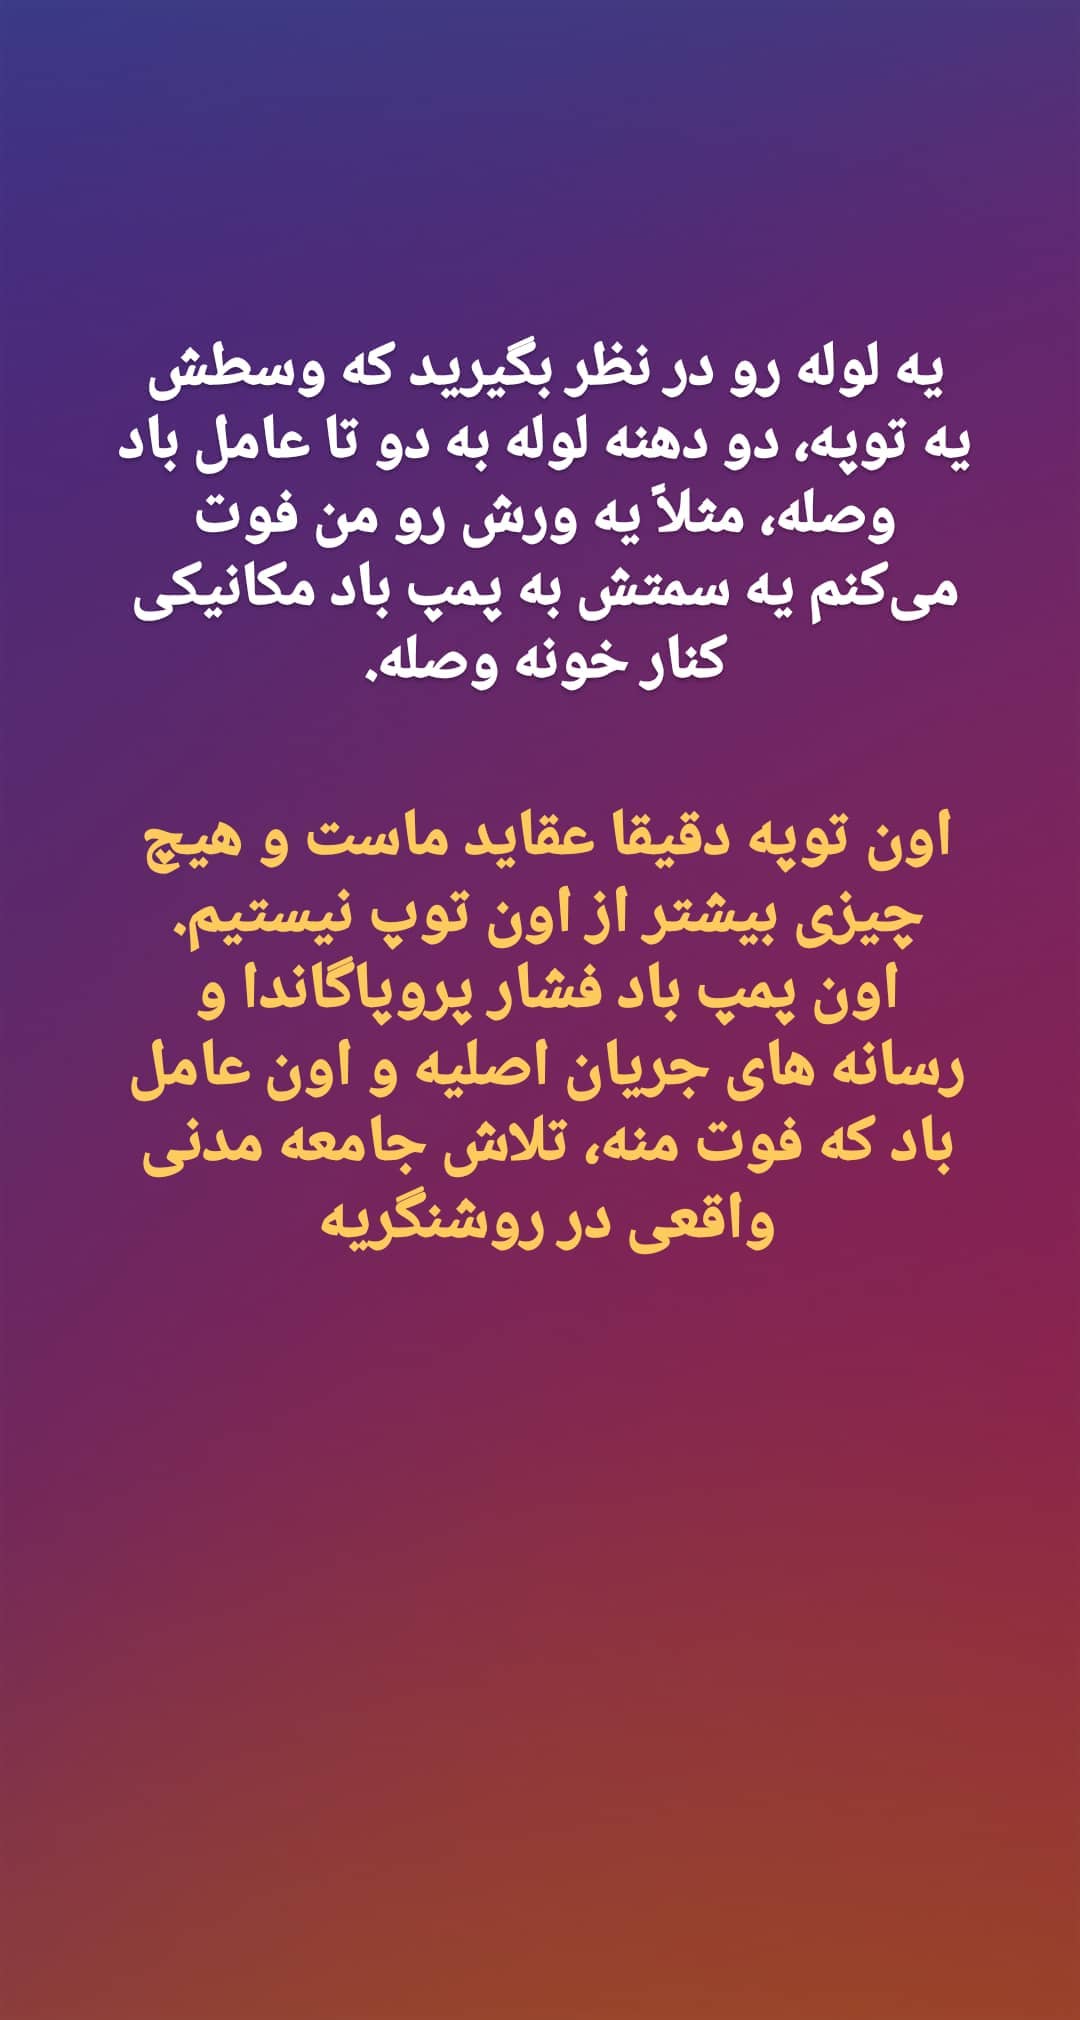 یه لوله رو در نظر بگیرید که وسطش
یه توپه، دو دهنه لوله به دو تا عامل باد
وصله، مثلاً یه ورش رو من فوت
می‌کنم یه سمتش به پمپ باد مکانیکی
کنار خونه وصله.
اون توپه دقیقا عقاید ماست و هیچ
چیزی بیشتر از اون توپ نیستیم.
اون پمپ باد فشار پروپاگاندا و
رسانه های جریان اصلیه و اون عامل
باد که فوت منه، تلاش جامعه مدنی
واقعی در روشنگریه